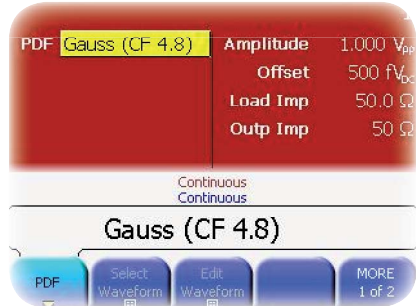 PDF Gauss (CF 4.8)
Amplitude 1.000 Vpp
Offset 500 fVDC
Load Imp 50.0 Ω
Outp Imp 50 Ω
Continuous
Continuous
Gauss (CF 4.8)
PDF
Select Waveform
Edit Waveform
MORE
1 of 2